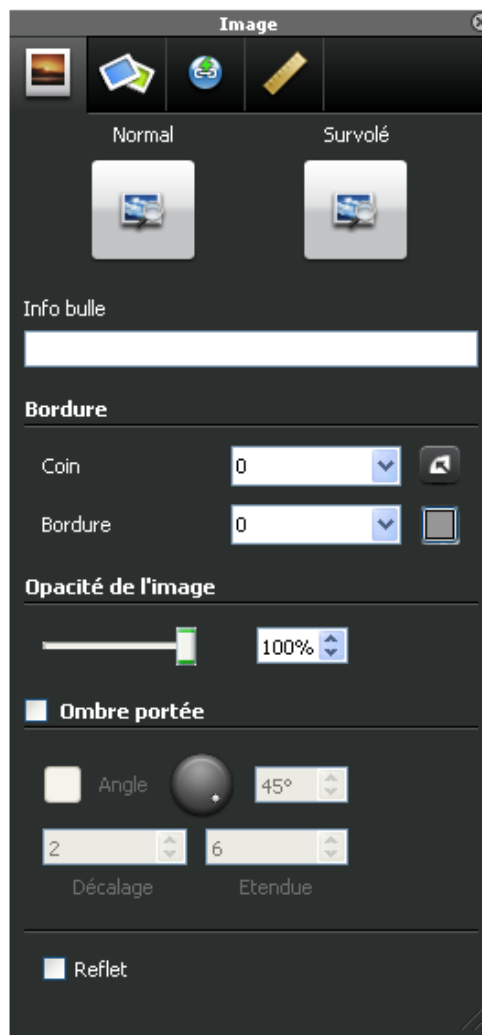 Image
Normal Survolé
Info bulle
Bordure
Coin 0
Bordure 0
Opacité de l'image
100%
Ombre portée
Angle 45°
2 6
Décalage Etendue
Reflet